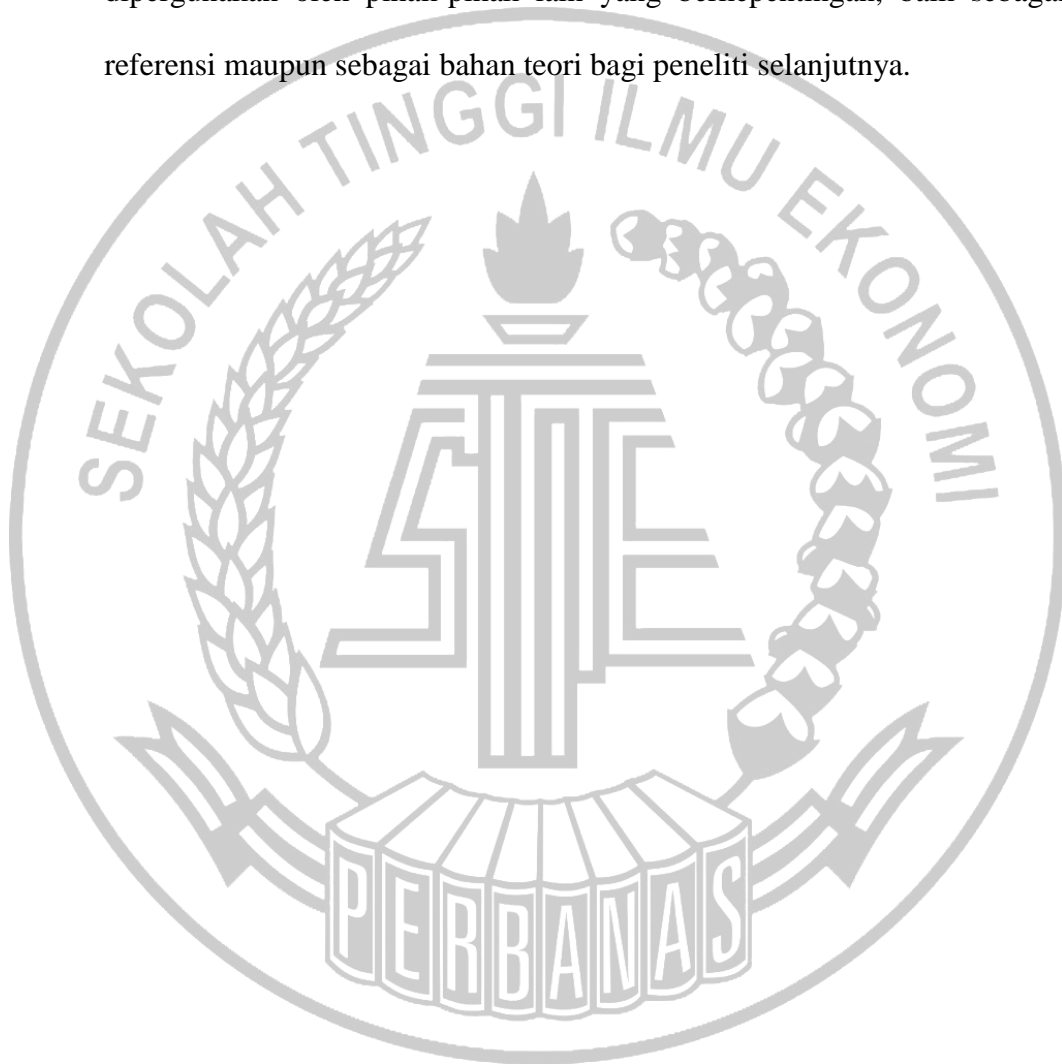 dipergunakan oleh pihak-pihak lain yang berkepentingan, baik sebagai
referensi maupun sebagai bahan teori bagi peneliti selanjutnya.
SEKOLAH TINGGI ILMU EKONOMI
STIE
PERBANAS